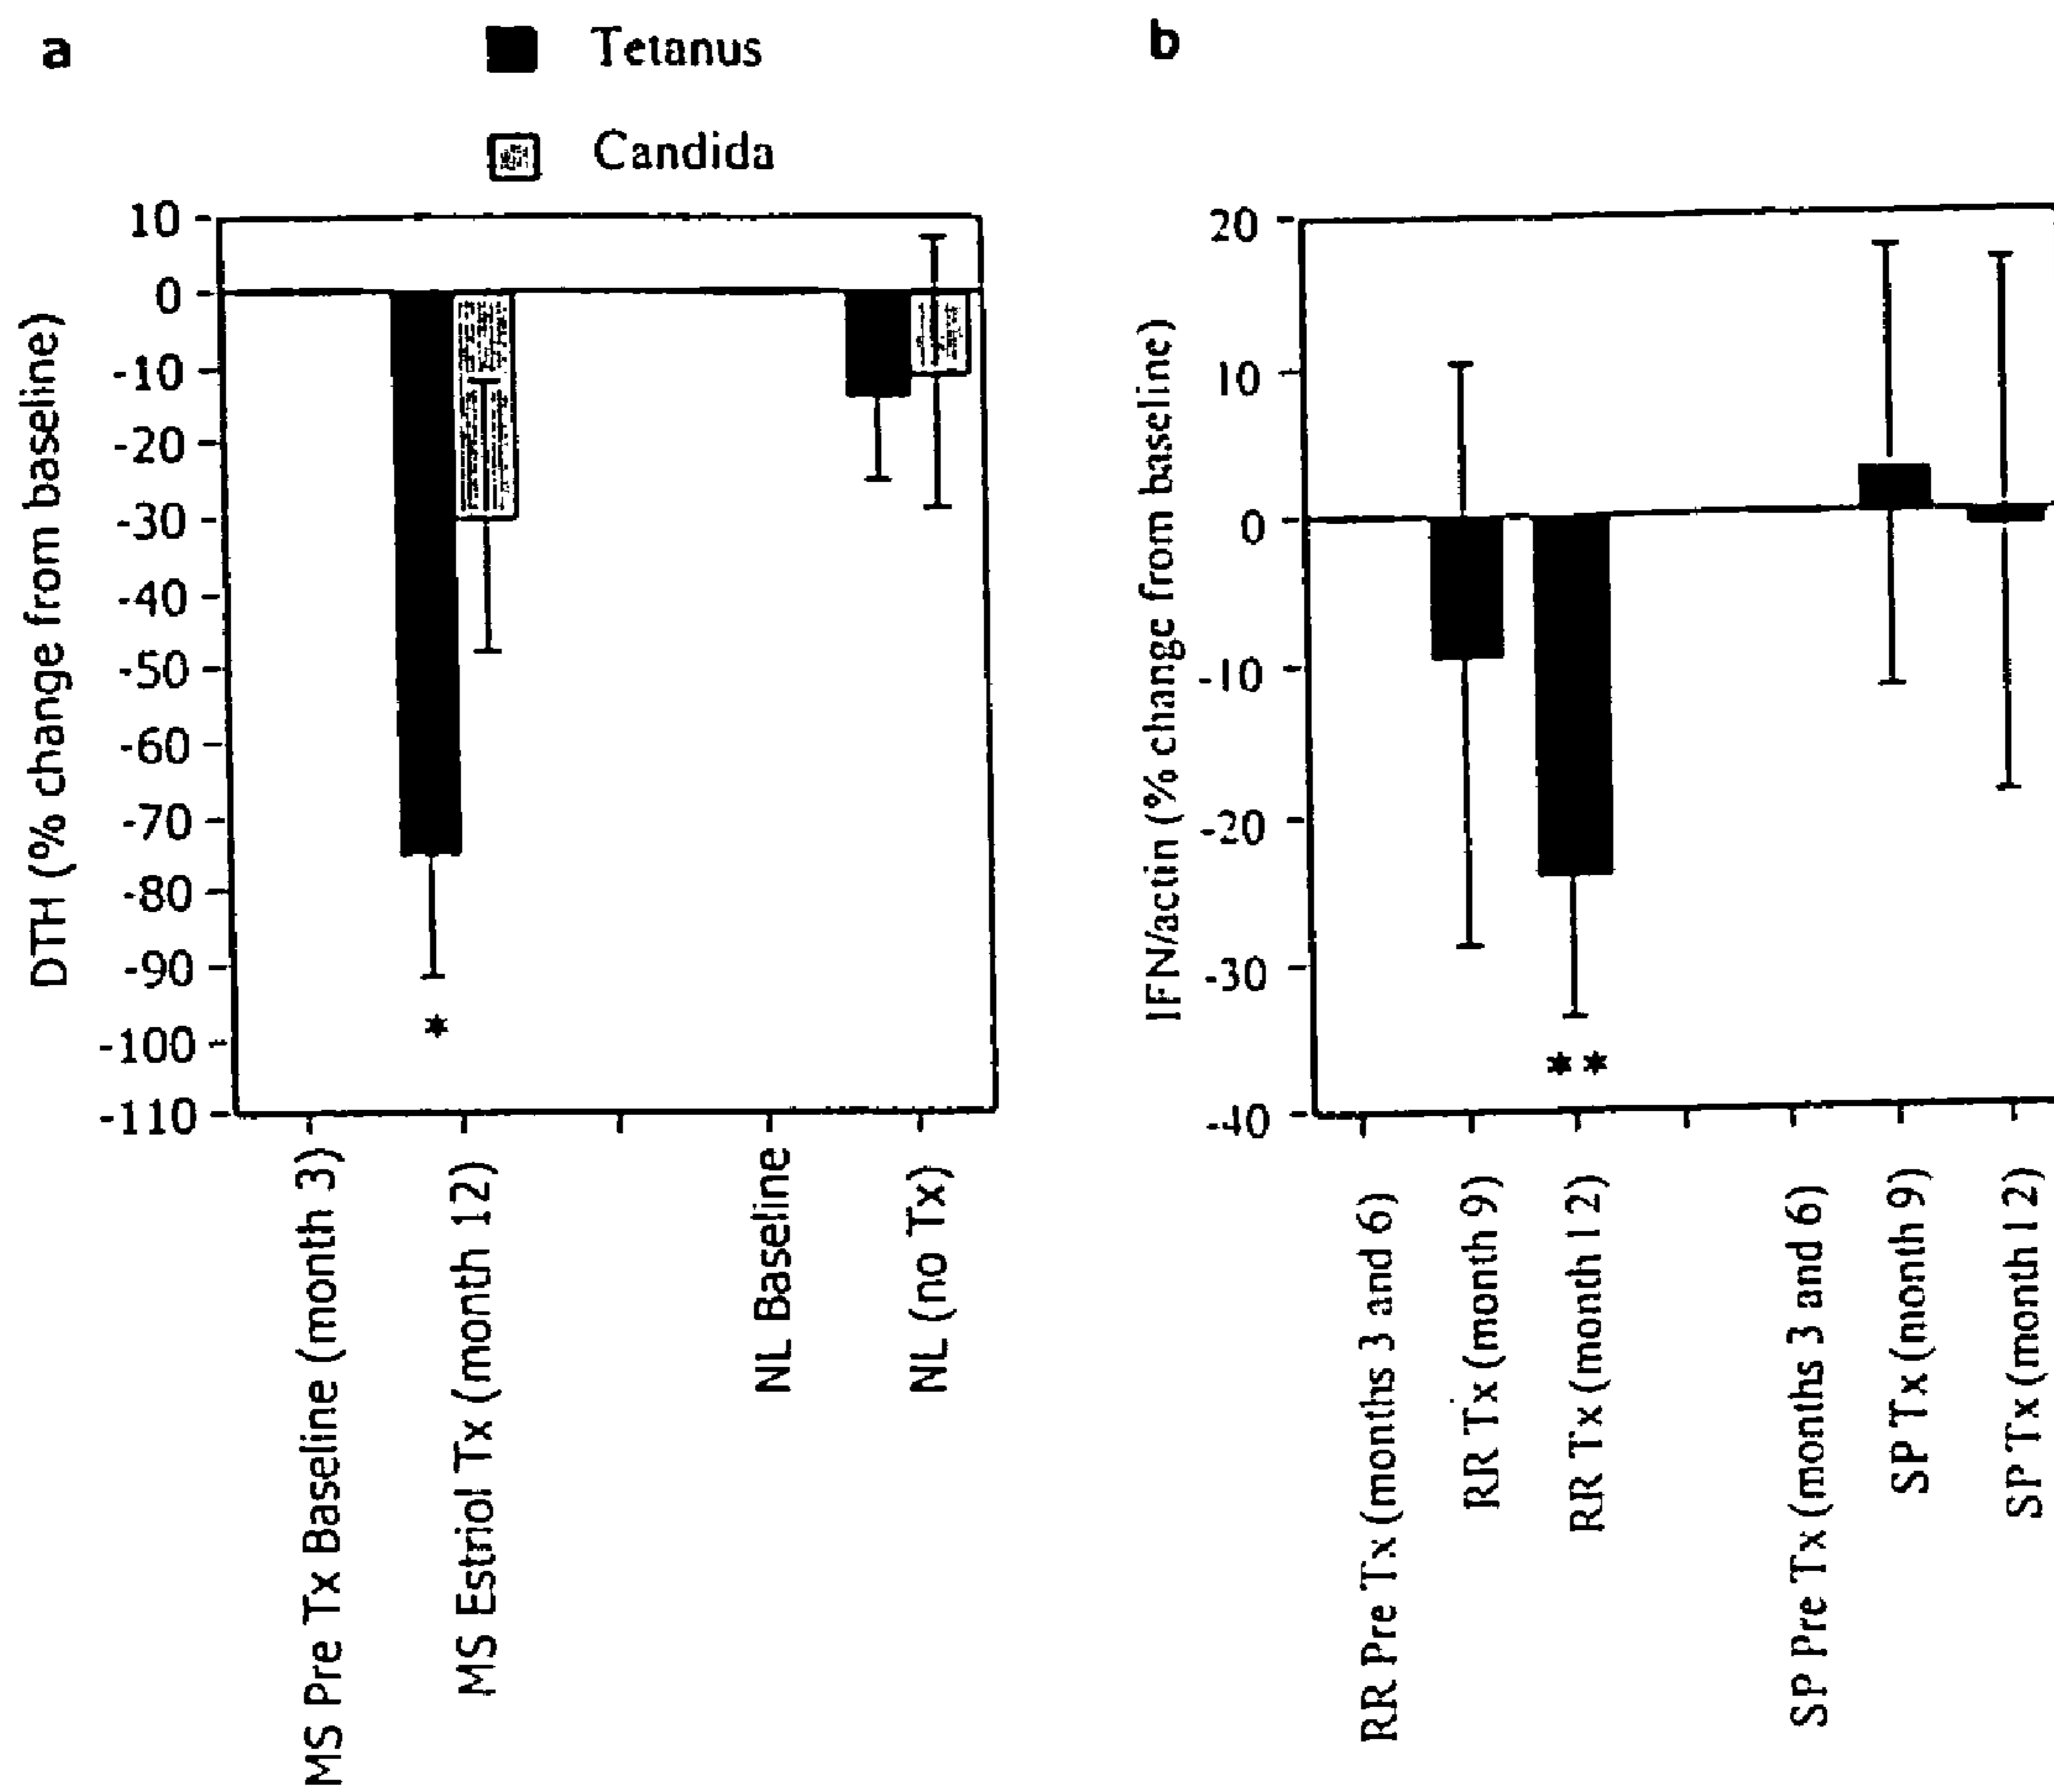 a
Tetanus
Candida
DTH (% change from baseline)
10
0
-10
-20
-30
-40
-50
-60
-70
-80
-90
-100
-110
*
MS Pre Tx Baseline (month 3)
MS Estriol Tx (month 12)
NL Baseline
NL (no Tx)
b
IFN/actin (% change from baseline)
20
10
0
-10
-20
-30
-40
**
RR Pre Tx (months 3 and 6)
RR Tx (month 9)
RR Tx (month 12)
SP Pre Tx (months 3 and 6)
SP Tx (month 9)
SP Tx (month 12)